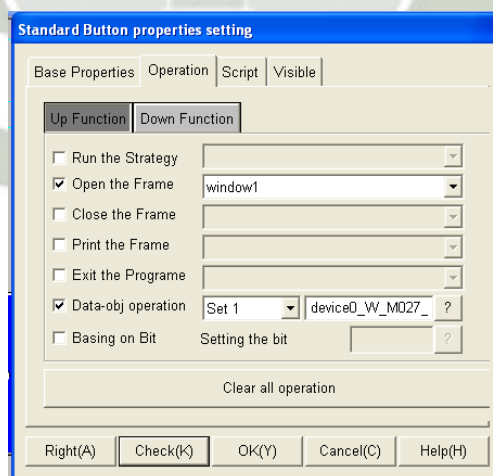 Standard Button properties setting
Base Properties Operation Script Visible
Up Function Down Function
Run the Strategy
Open the Frame window1
Close the Frame
Print the Frame
Exit the Programe
Data-obj operation Set 1 device0_W_M027_ ?
Basing on Bit Setting the bit ?
Clear all operation
Right(A) Check(K) OK(Y) Cancel(C) Help(H)